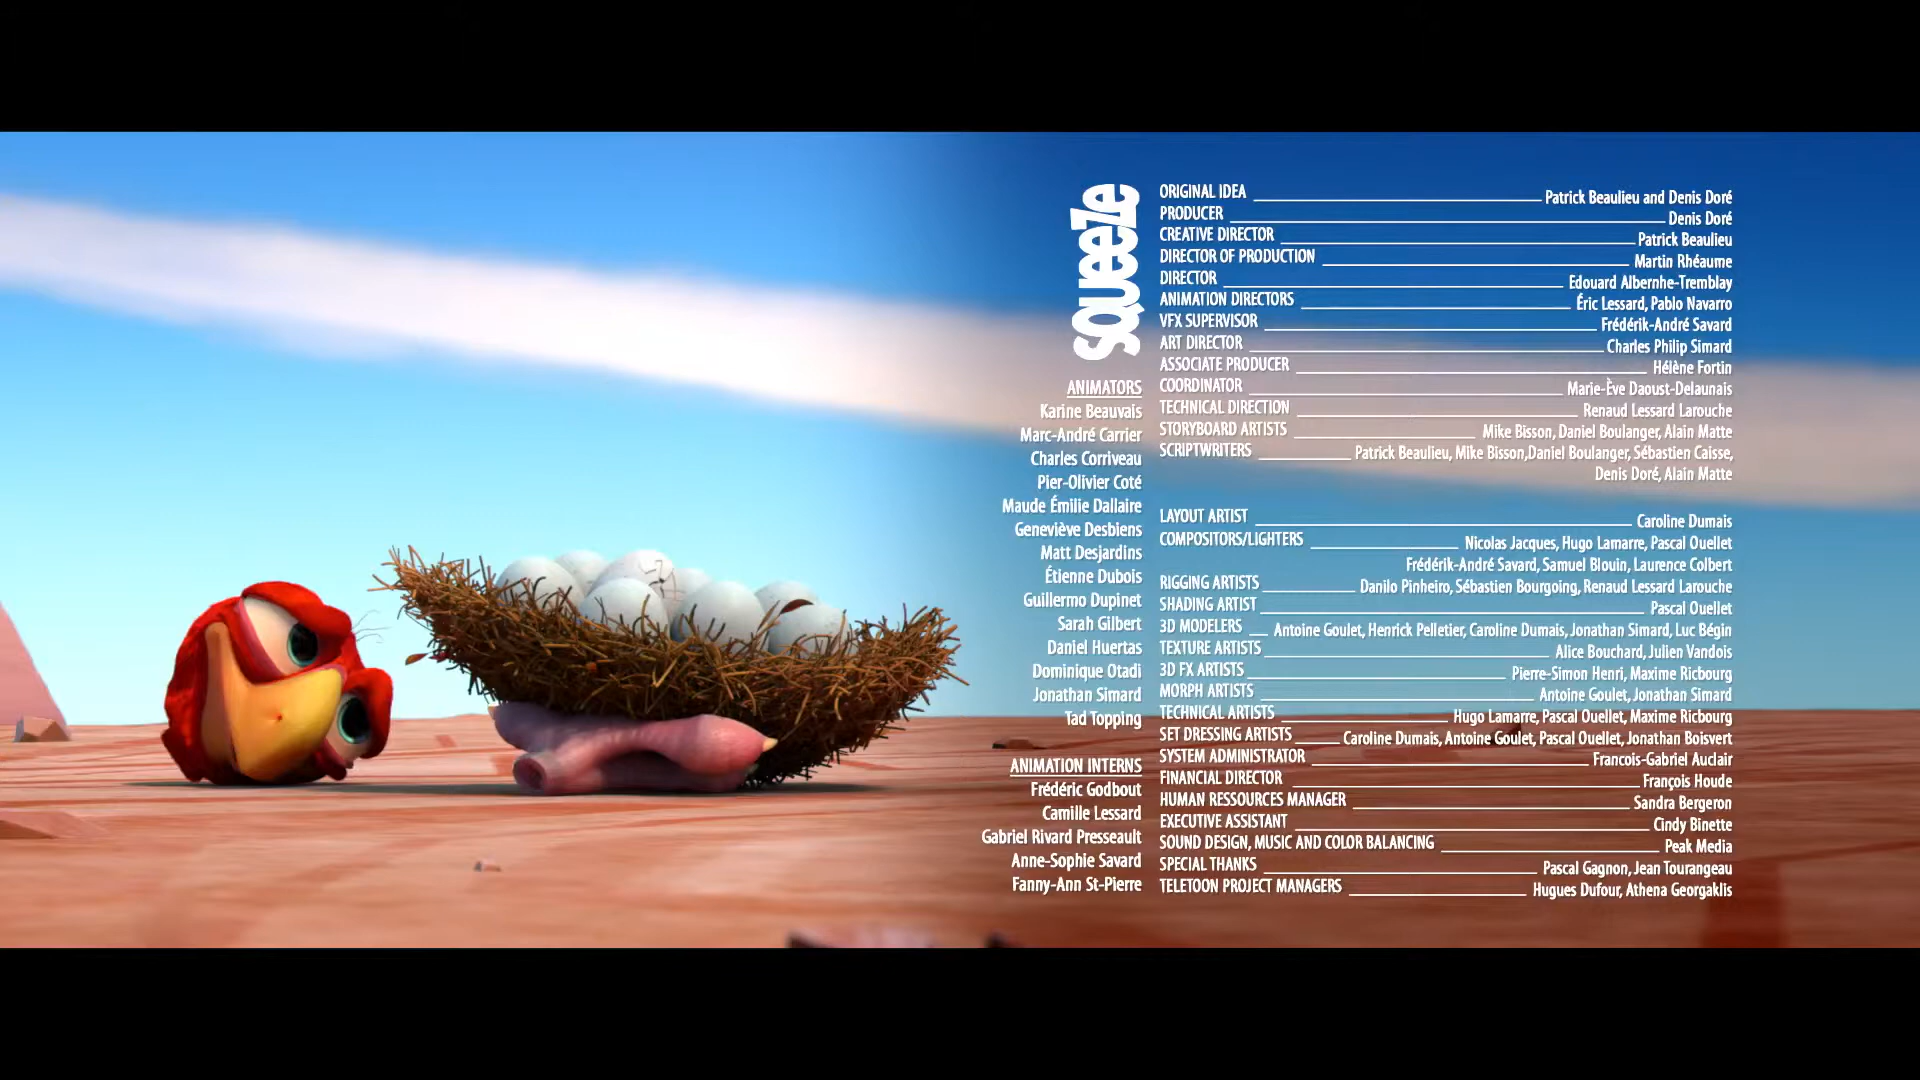 squeeze
ANIMATORS
Karine Beauvais
Marc-André Carrier
Charles Corriveau
Pier-Olivier Coté
Maude Émilie Dallaire
Geneviève Desbiens
Matt Desjardins
Étienne Dubois
Guillermo Dupinet
Sarah Gilbert
Daniel Huertas
Dominique Otadi
Jonathan Simard
Tad Topping
ANIMATION INTERNS
Frédéric Godbout
Camille Lessard
Gabriel Rivard Presseault
Anne-Sophie Savard
Fanny-Ann St-Pierre
ORIGINAL IDEA Patrick Beaulieu and Denis Doré
PRODUCER Denis Doré
CREATIVE DIRECTOR Patrick Beaulieu
DIRECTOR OF PRODUCTION Martin Rhéaume
DIRECTOR Edouard Albernhe-Tremblay
ANIMATION DIRECTORS Éric Lessard, Pablo Navarro
VFX SUPERVISOR Frédérik-André Savard
ART DIRECTOR Charles Philip Simard
ASSOCIATE PRODUCER Hélène Fortin
COORDINATOR Marie-Ève Daoust-Delaunais
TECHNICAL DIRECTION Renaud Lessard Larouche
STORYBOARD ARTISTS Mike Bisson, Daniel Boulanger, Alain Matte
SCRIPTWRITERS Patrick Beaulieu, Mike Bisson,Daniel Boulanger, Sébastien Caisse,
Denis Doré, Alain Matte
LAYOUT ARTIST Caroline Dumais
COMPOSITORS/LIGHTERS Nicolas Jacques, Hugo Lamarre, Pascal Ouellet
Frédérik-André Savard, Samuel Blouin, Laurence Colbert
RIGGING ARTISTS Danilo Pinheiro, Sébastien Bourgoing, Renaud Lessard Larouche
SHADING ARTIST Pascal Ouellet
3D MODELERS Antoine Goulet, Henrick Pelletier, Caroline Dumais, Jonathan Simard, Luc Bégin
TEXTURE ARTISTS Alice Bouchard, Julien Vandois
3D FX ARTISTS Pierre-Simon Henri, Maxime Ricbourg
MORPH ARTISTS Antoine Goulet, Jonathan Simard
TECHNICAL ARTISTS Hugo Lamarre, Pascal Ouellet, Maxime Ricbourg
SET DRESSING ARTISTS Caroline Dumais, Antoine Goulet, Pascal Ouellet, Jonathan Boisvert
SYSTEM ADMINISTRATOR Francois-Gabriel Auclair
FINANCIAL DIRECTOR François Houde
HUMAN RESSOURCES MANAGER Sandra Bergeron
EXECUTIVE ASSISTANT Cindy Binette
SOUND DESIGN, MUSIC AND COLOR BALANCING Peak Media
SPECIAL THANKS Pascal Gagnon, Jean Tourangeau
TELETOON PROJECT MANAGERS Hugues Dufour, Athena Georgaklis